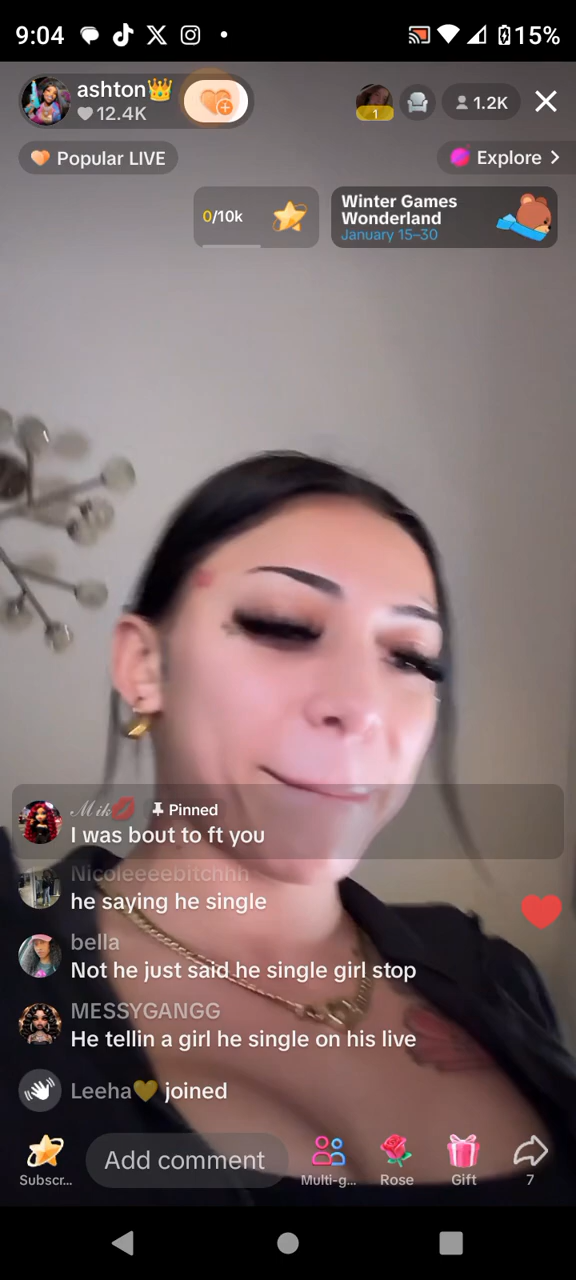 9:04
15%
ashton👑
12.4K
1
1.2K
Popular LIVE
Explore
0/10k
Winter Games
Wonderland
January 15–30
Mik💋 Pinned
I was bout to ft you
Nicoleeeebitchhh
he saying he single
bella
Not he just said he single girl stop
MESSYGANGG
He tellin a girl he single on his live
Leeha💛 joined
Subscr...
Add comment
Multi-g...
Rose
Gift
7